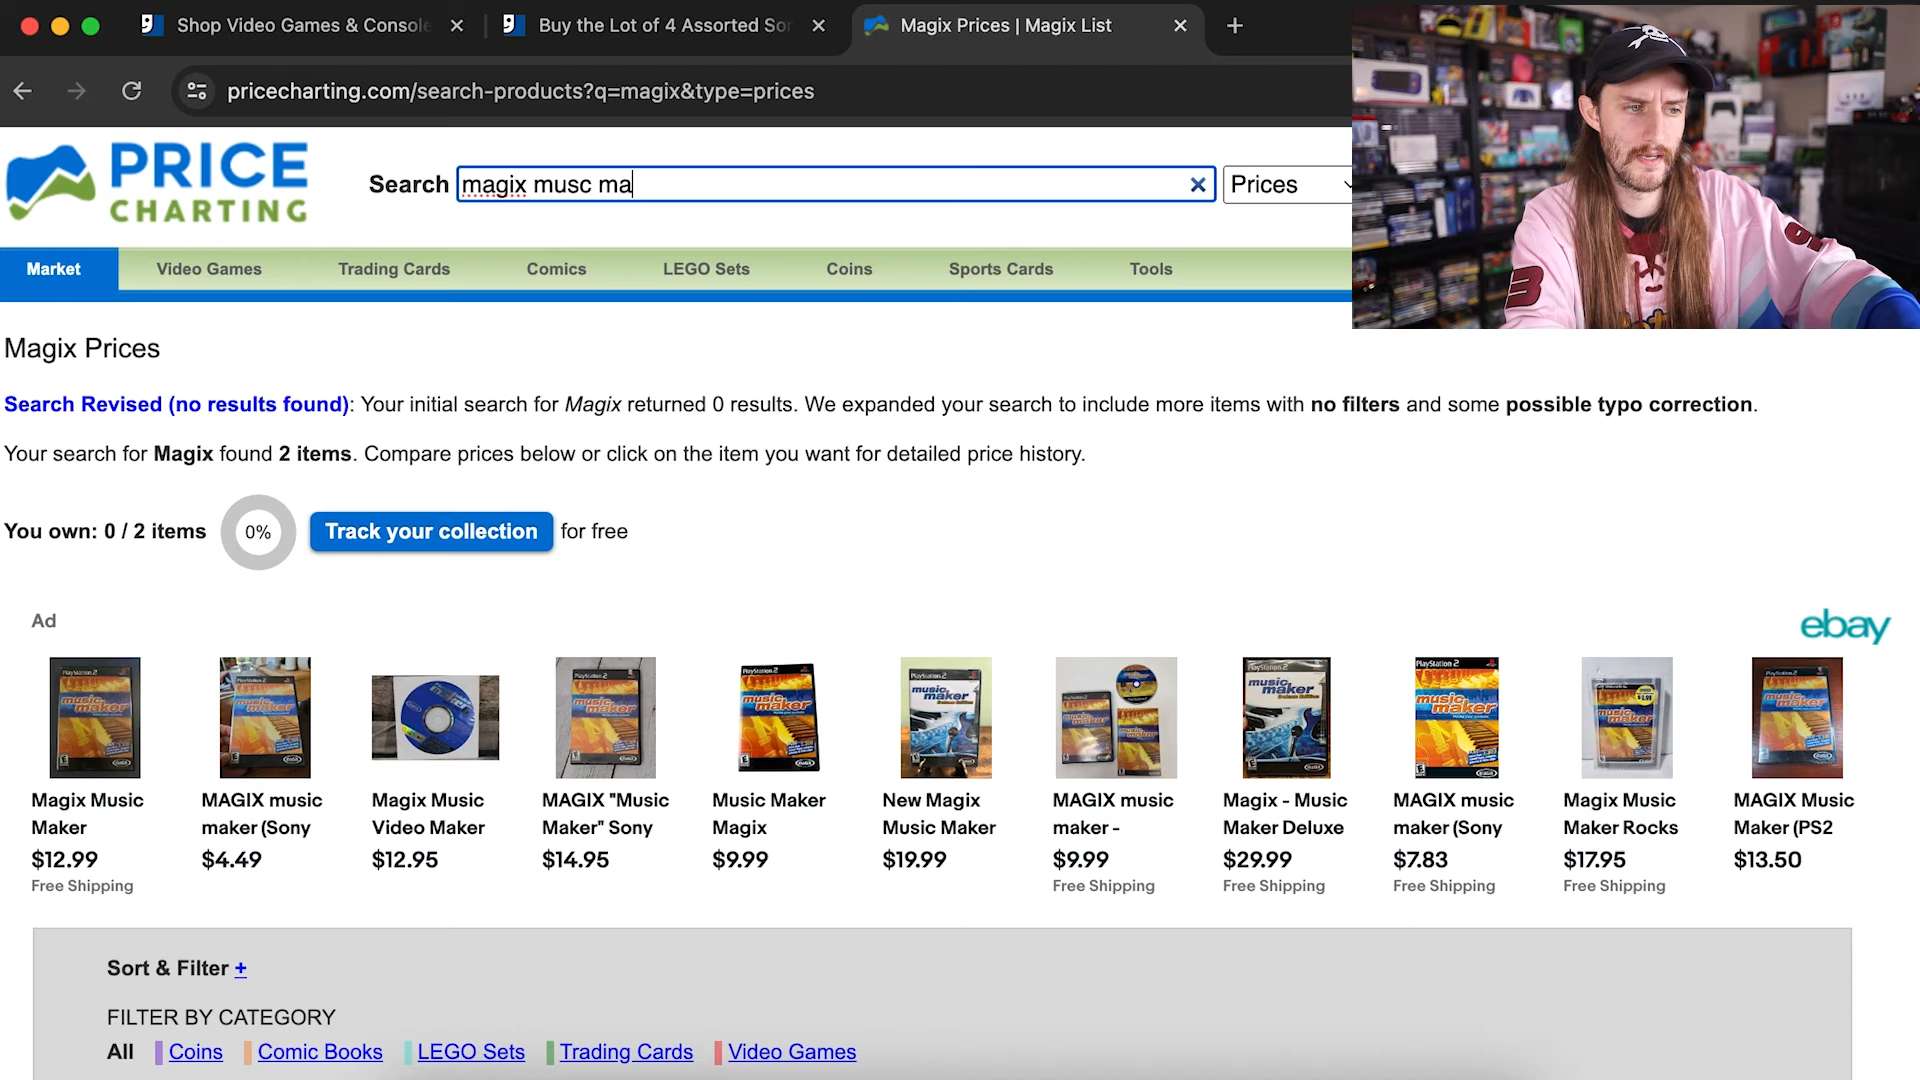 Shop Video Games & Console
Buy the Lot of 4 Assorted So
Magix Prices | Magix List
pricecharting.com/search-products?q=magix&type=prices
PRICE
CHARTING
Search
magix musc ma
Prices
Market
Video Games
Trading Cards
Comics
LEGO Sets
Coins
Sports Cards
Tools
Magix Prices
Search Revised (no results found): Your initial search for Magix returned 0 results. We expanded your search to include more items with no filters and some possible typo correction.
Your search for Magix found 2 items. Compare prices below or click on the item you want for detailed price history.
You own: 0 / 2 items
0%
Track your collection
for free
Ad
ebay
Magix Music
Maker
$12.99
Free Shipping
MAGIX music
maker (Sony
$4.49
Magix Music
Video Maker
$12.95
MAGIX "Music
Maker" Sony
$14.95
Music Maker
Magix
$9.99
New Magix
Music Maker
$19.99
MAGIX music
maker -
$9.99
Free Shipping
Magix - Music
Maker Deluxe
$29.99
Free Shipping
MAGIX music
maker (Sony
$7.83
Free Shipping
Magix Music
Maker Rocks
$17.95
Free Shipping
MAGIX Music
Maker (PS2
$13.50
Sort & Filter +
FILTER BY CATEGORY
All
Coins
Comic Books
LEGO Sets
Trading Cards
Video Games